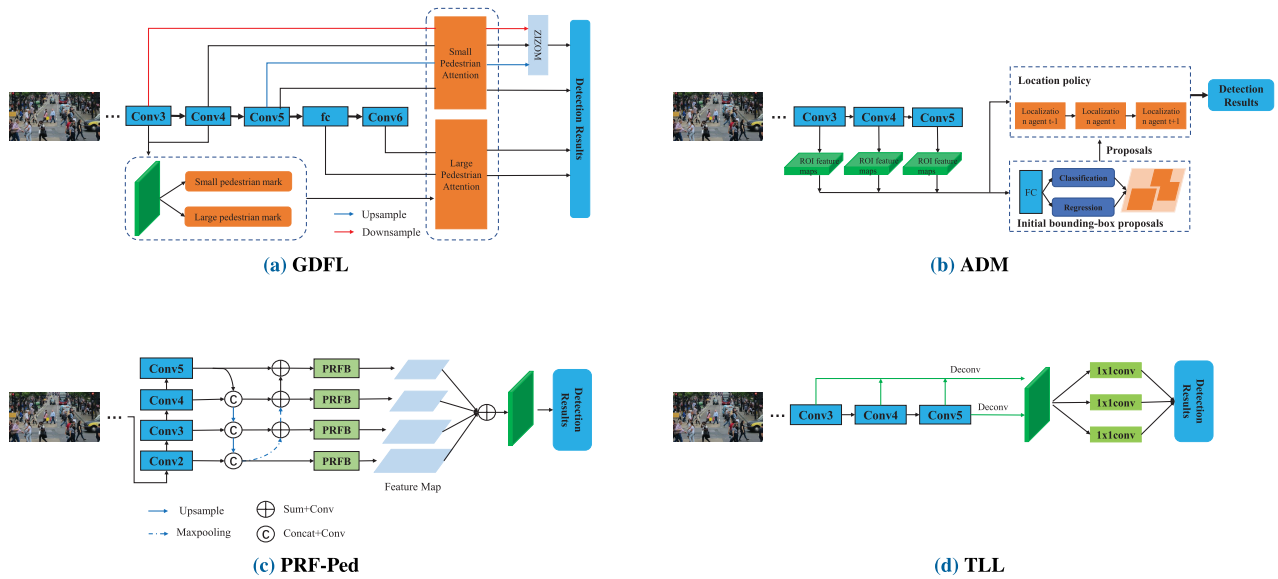 Small
Pedestrian
Attention
ZIZOM
Detection Results
...
Conv3
Conv4
Conv5
fc
Conv6
Large
Pedestrian
Attention
Small pedestrian mark
Large pedestrian mark
Upsample
Downsample
(a) GDFL
Location policy
Localizatio
n agent t-1
Localizatio
n agent t
Localizatio
n agent t+1
Detection
Results
...
Conv3
Conv4
Conv5
ROI feature
maps
ROI feature
maps
ROI feature
maps
Proposals
FC
Classification
Regression
Initial bounding-box proposals
(b) ADM
Conv5
Conv4
Conv3
Conv2
...
C
C
C
PRFB
PRFB
PRFB
PRFB
Feature Map
Detection
Results
Upsample
Sum+Conv
Maxpooling
C
Concat+Conv
(c) PRF-Ped
Deconv
...
Conv3
Conv4
Conv5
Deconv
1x1conv
1x1conv
1x1conv
Detection
Results
(d) TLL